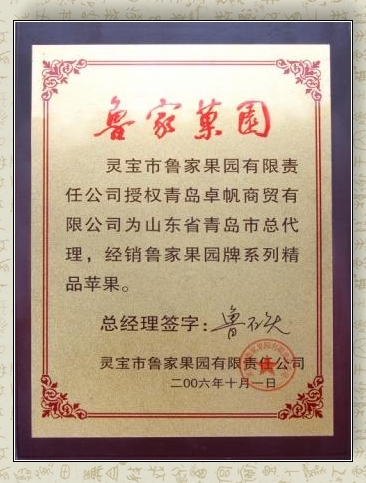 鲁家菓园
灵宝市鲁家果园有限责
任公司授权青岛卓帆商贸有
限公司为山东省青岛市总代
理，经销鲁家果园牌系列精
品苹果。
总经理签字：
灵宝市鲁家果园有限责任公司
二00六年十月一日